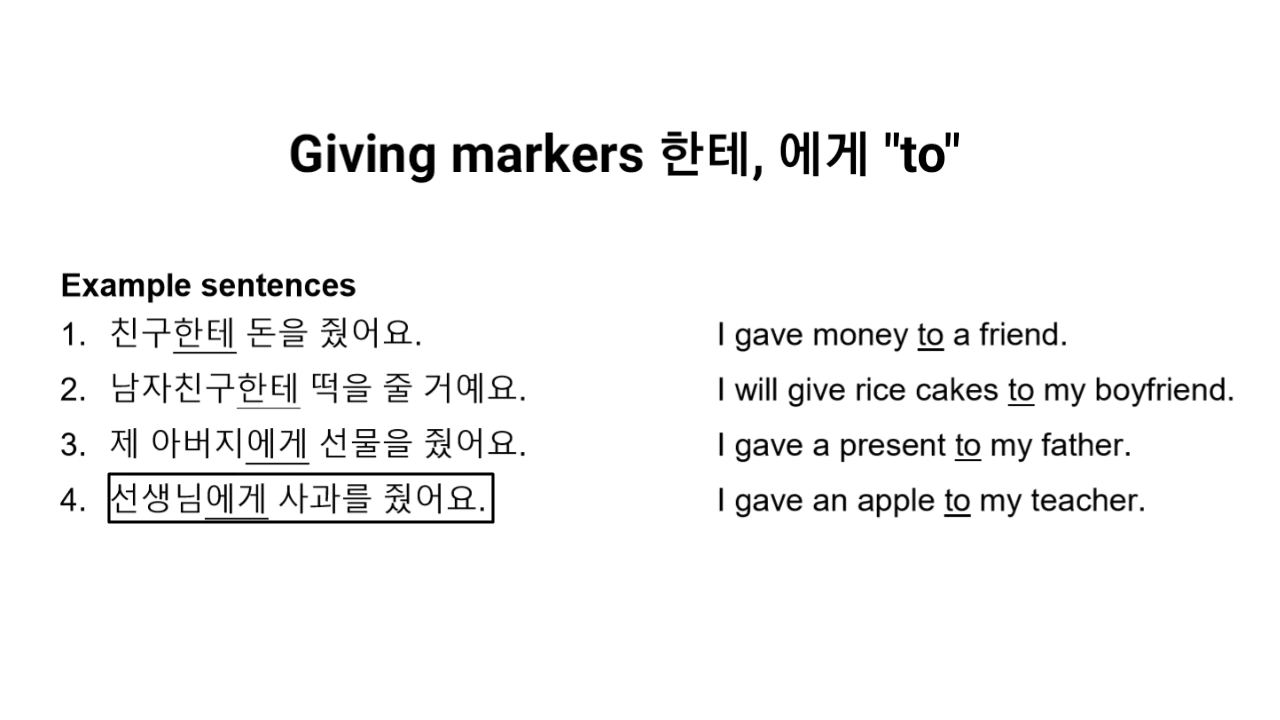 Giving markers 한테, 에게 "to"
Example sentences
1. 친구한테 돈을 줬어요. I gave money to a friend.
2. 남자친구한테 떡을 줄 거예요. I will give rice cakes to my boyfriend.
3. 제 아버지에게 선물을 줬어요. I gave a present to my father.
4. 선생님에게 사과를 줬어요. I gave an apple to my teacher.